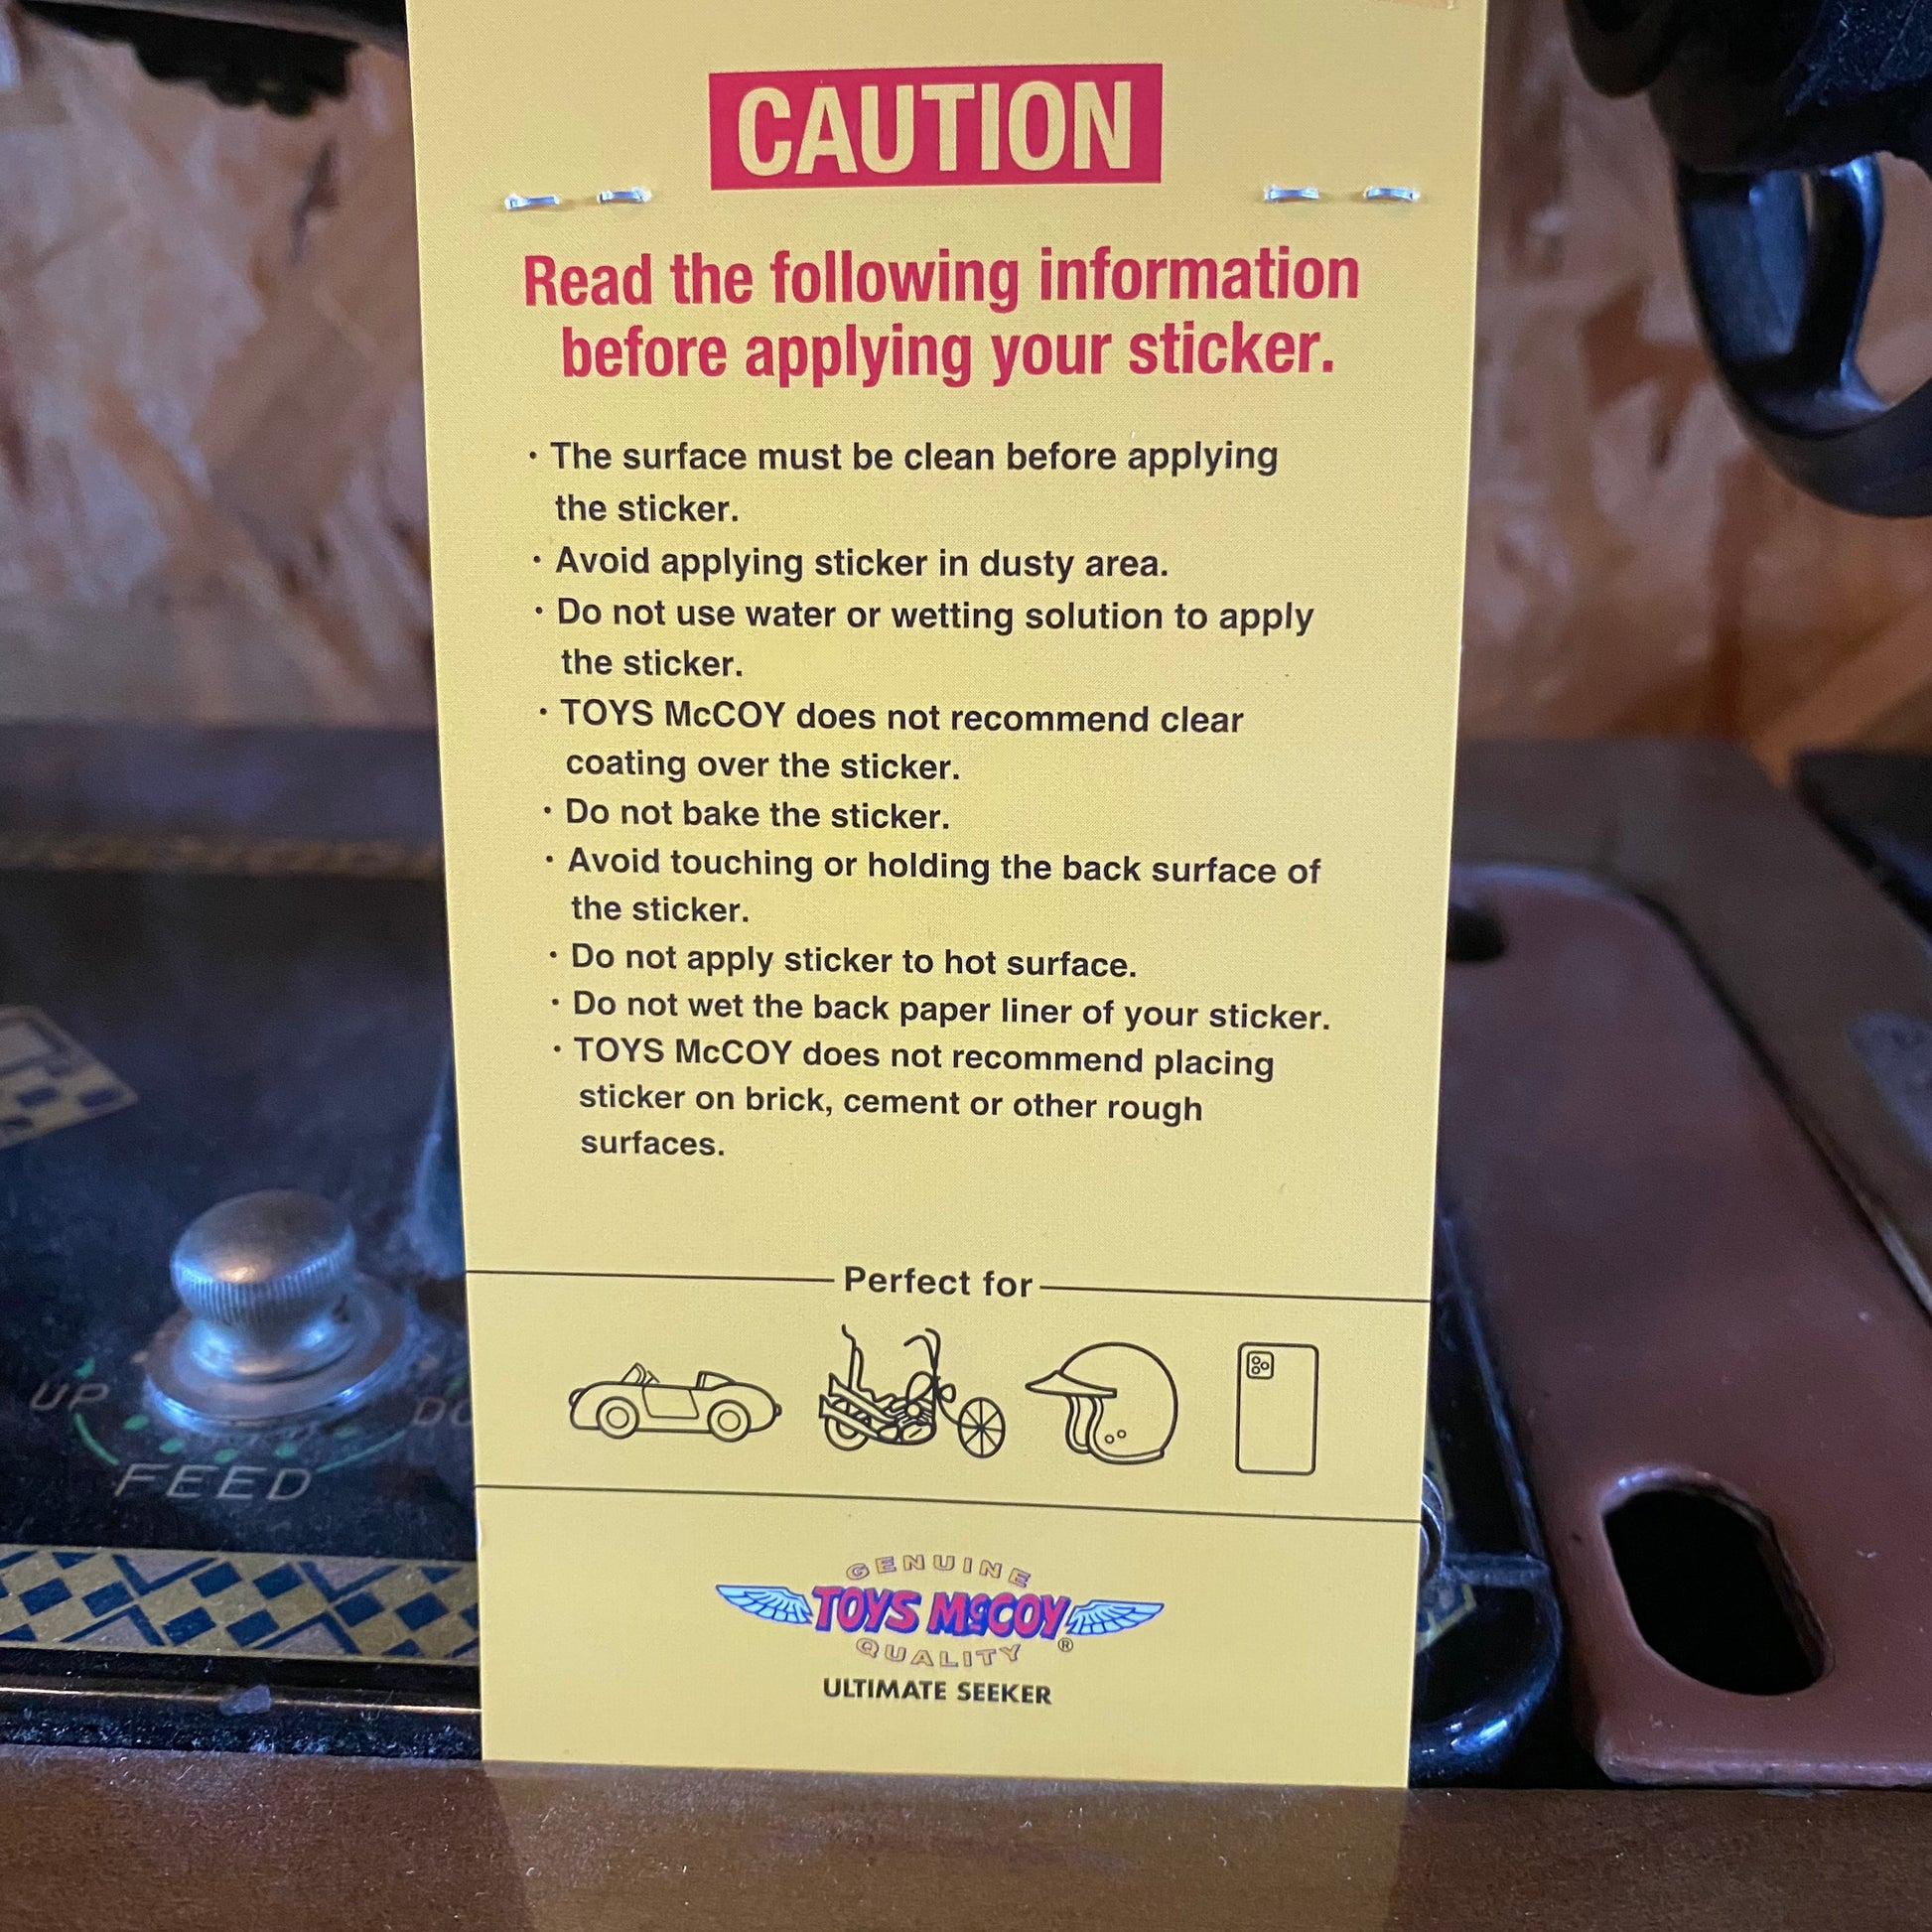 CAUTION
Read the following information
before applying your sticker.
・The surface must be clean before applying
the sticker.
・Avoid applying sticker in dusty area.
・Do not use water or wetting solution to apply
the sticker.
・TOYS McCOY does not recommend clear
coating over the sticker.
・Do not bake the sticker.
・Avoid touching or holding the back surface of
the sticker.
・Do not apply sticker to hot surface.
・Do not wet the back paper liner of your sticker.
・TOYS McCOY does not recommend placing
sticker on brick, cement or other rough
surfaces.
Perfect for
GENUINE
TOYS McCOY
QUALITY ®
ULTIMATE SEEKER
UP
FEED